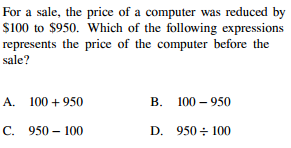 For a sale, the price of a computer was reduced by
$100 to $950. Which of the following expressions
represents the price of the computer before the
sale?
A. 100 + 950 B. 100 – 950
C. 950 – 100 D. 950 ÷ 100